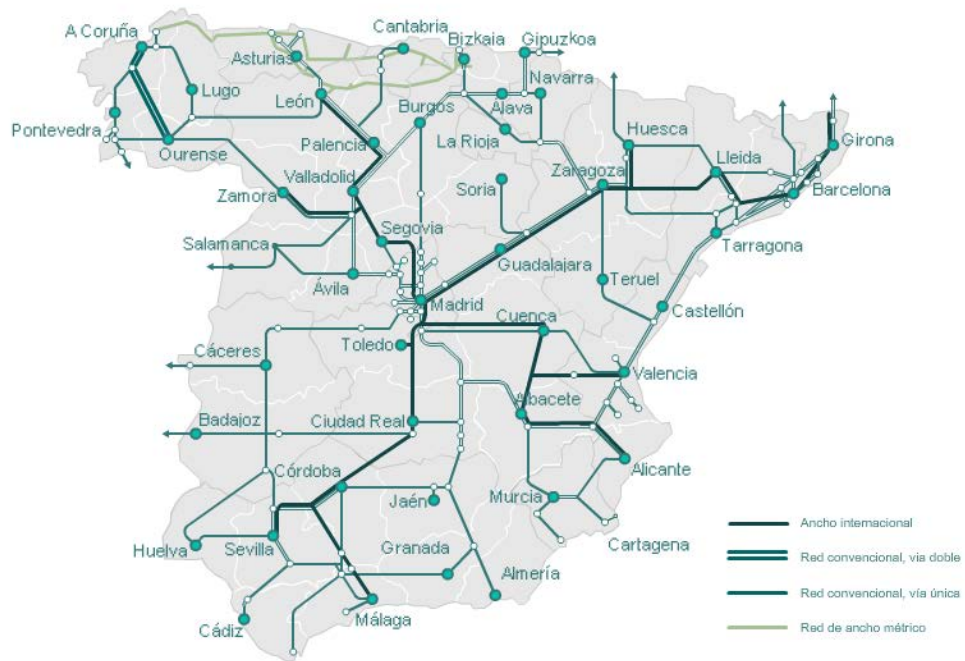 A Coruña
Cantabria
Bizkaia
Gipuzkoa
Asturias
Navarra
Lugo
León
Burgos
Alava
Pontevedra
Ourense
Palencia
La Rioja
Huesca
Girona
Lleida
Valladolid
Zaragoza
Zamora
Soria
Barcelona
Segovia
Salamanca
Tarragona
Guadalajara
Ávila
Teruel
Madrid
Castellón
Cuenca
Toledo
Cáceres
Valencia
Albacete
Badajoz
Ciudad Real
Alicante
Córdoba
Jaén
Murcia
Huelva
Sevilla
Granada
Cartagena
Almería
Cádiz
Málaga
Ancho internacional
Red convencional, via doble
Red convencional, vía única
Red de ancho métrico